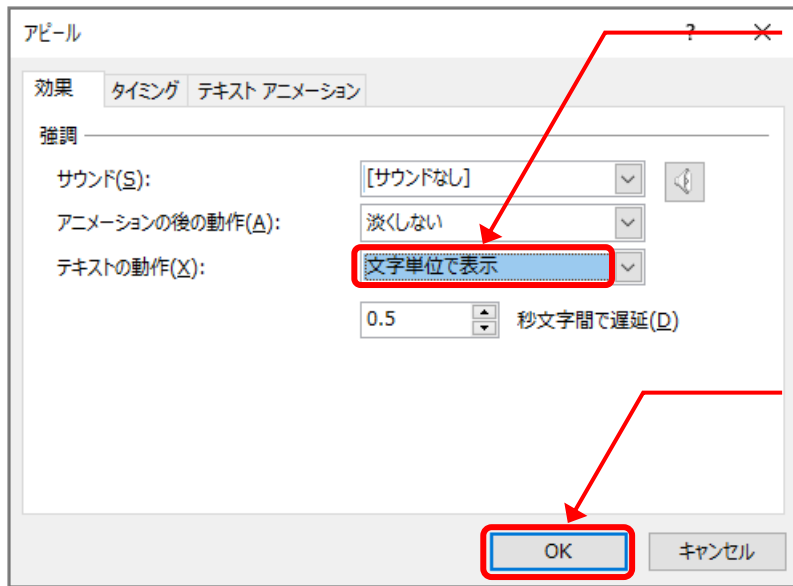 アピール ? ×
効果 タイミング テキスト アニメーション
強調
サウンド(S): [サウンドなし]
アニメーションの後の動作(A): 淡くしない
テキストの動作(X): 文字単位で表示
0.5 秒文字間で遅延(D)
OK キャンセル